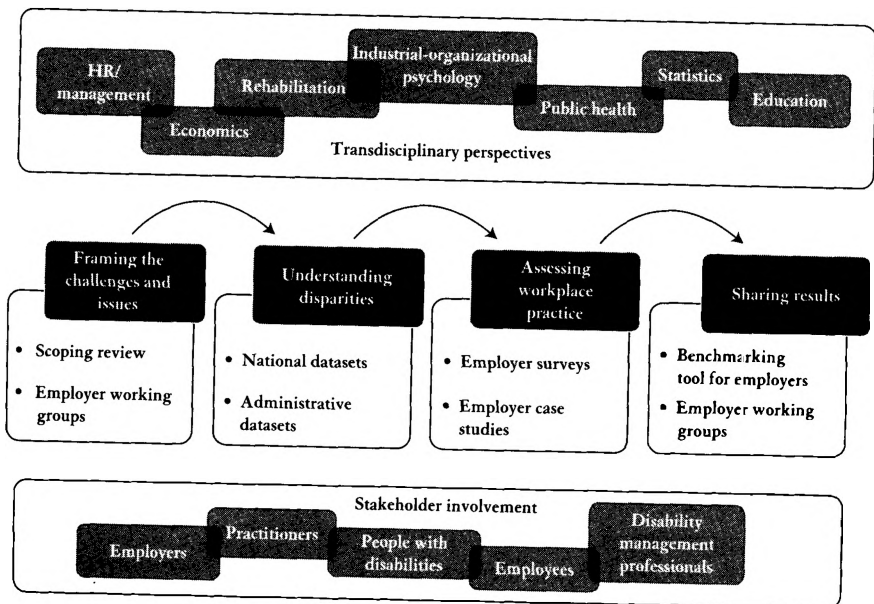 HR/
management
Economics
Rehabilitation
Industrial-organizational
psychology
Public health
Statistics
Education
Transdisciplinary perspectives
Framing the
challenges and
issues
• Scoping review
• Employer working
groups
Understanding
disparities
• National datasets
• Administrative
datasets
Assessing
workplace
practice
• Employer surveys
• Employer case
studies
Sharing results
• Benchmarking
tool for employers
• Employer working
groups
Stakeholder involvement
Employers
Practitioners
People with
disabilities
Employees
Disability
management
professionals